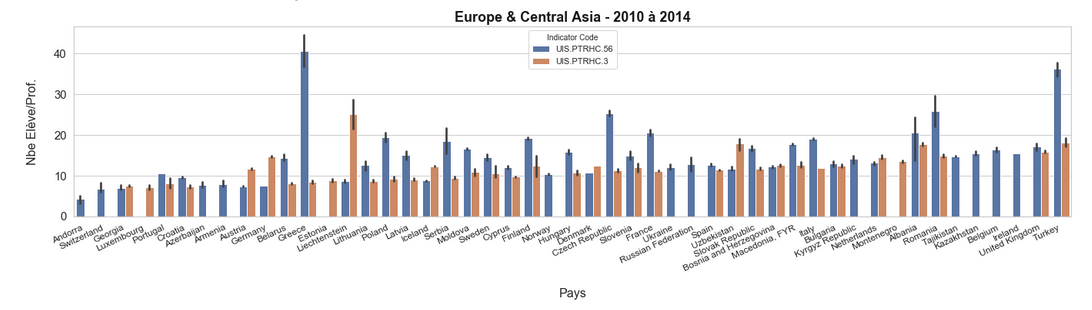 Europe & Central Asia - 2010 à 2014
Indicator Code
UIS.PTRHC.56
UIS.PTRHC.3
Nbe Elève/Prof.
40
30
20
10
0
Andorra
Switzerland
Georgia
Luxembourg
Portugal
Croatia
Azerbaijan
Armenia
Austria
Germany
Belarus
Greece
Estonia
Liechtenstein
Lithuania
Poland
Latvia
Iceland
Serbia
Moldova
Sweden
Cyprus
Finland
Norway
Hungary
Denmark
Czech Republic
Slovenia
France
Ukraine
Russian Federation
Spain
Uzbekistan
Slovak Republic
Bosnia and Herzegovina
Macedonia, FYR
Italy
Bulgaria
Kyrgyz Republic
Netherlands
Montenegro
Albania
Romania
Tajikistan
Kazakhstan
Belgium
Ireland
United Kingdom
Turkey
Pays